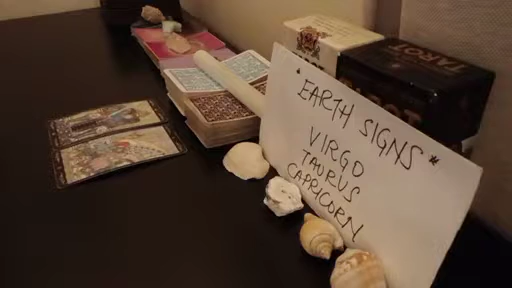 * EARTH SIGNS *
VIRGO
TAURUS
CAPRICORN
TAROT